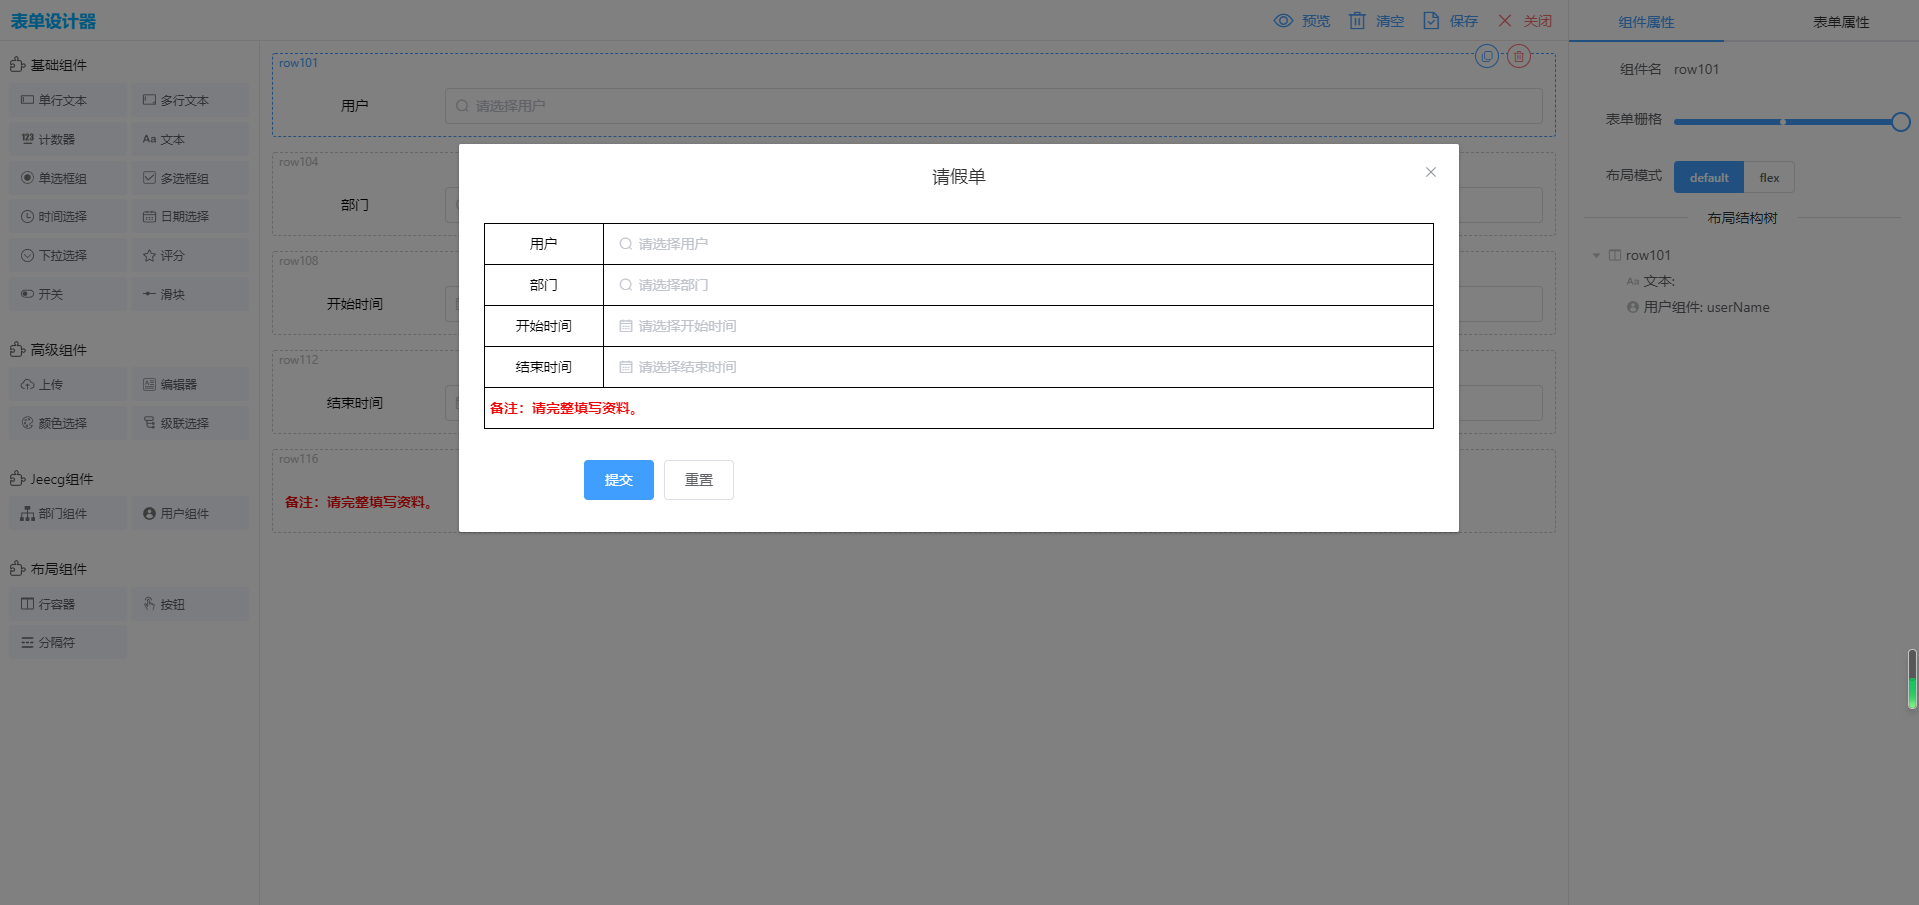 表单设计器
预览 清空 保存 关闭
组件属性 表单属性
基础组件
单行文本 多行文本
计数器 Aa 文本
单选框组 多选框组
时间选择 日期选择
下拉选择 评分
开关 滑块
高级组件
上传 编辑器
颜色选择 级联选择
Jeecg组件
部门组件 用户组件
布局组件
行容器 按钮
分隔符
row101
用户 请选择用户
row104
部门
row108
开始时间
row112
结束时间
row116
备注：请完整填写资料。
请假单
用户 请选择用户
部门 请选择部门
开始时间 请选择开始时间
结束时间 请选择结束时间
备注：请完整填写资料。
提交 重置
组件名 row101
表单栅格
布局模式 default flex
布局结构树
row101
Aa 文本:
用户组件: userName